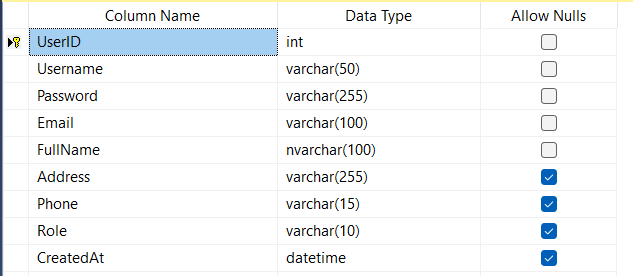 Column Name Data Type Allow Nulls
UserID int
Username varchar(50)
Password varchar(255)
Email varchar(100)
FullName nvarchar(100)
Address varchar(255)
Phone varchar(15)
Role varchar(10)
CreatedAt datetime